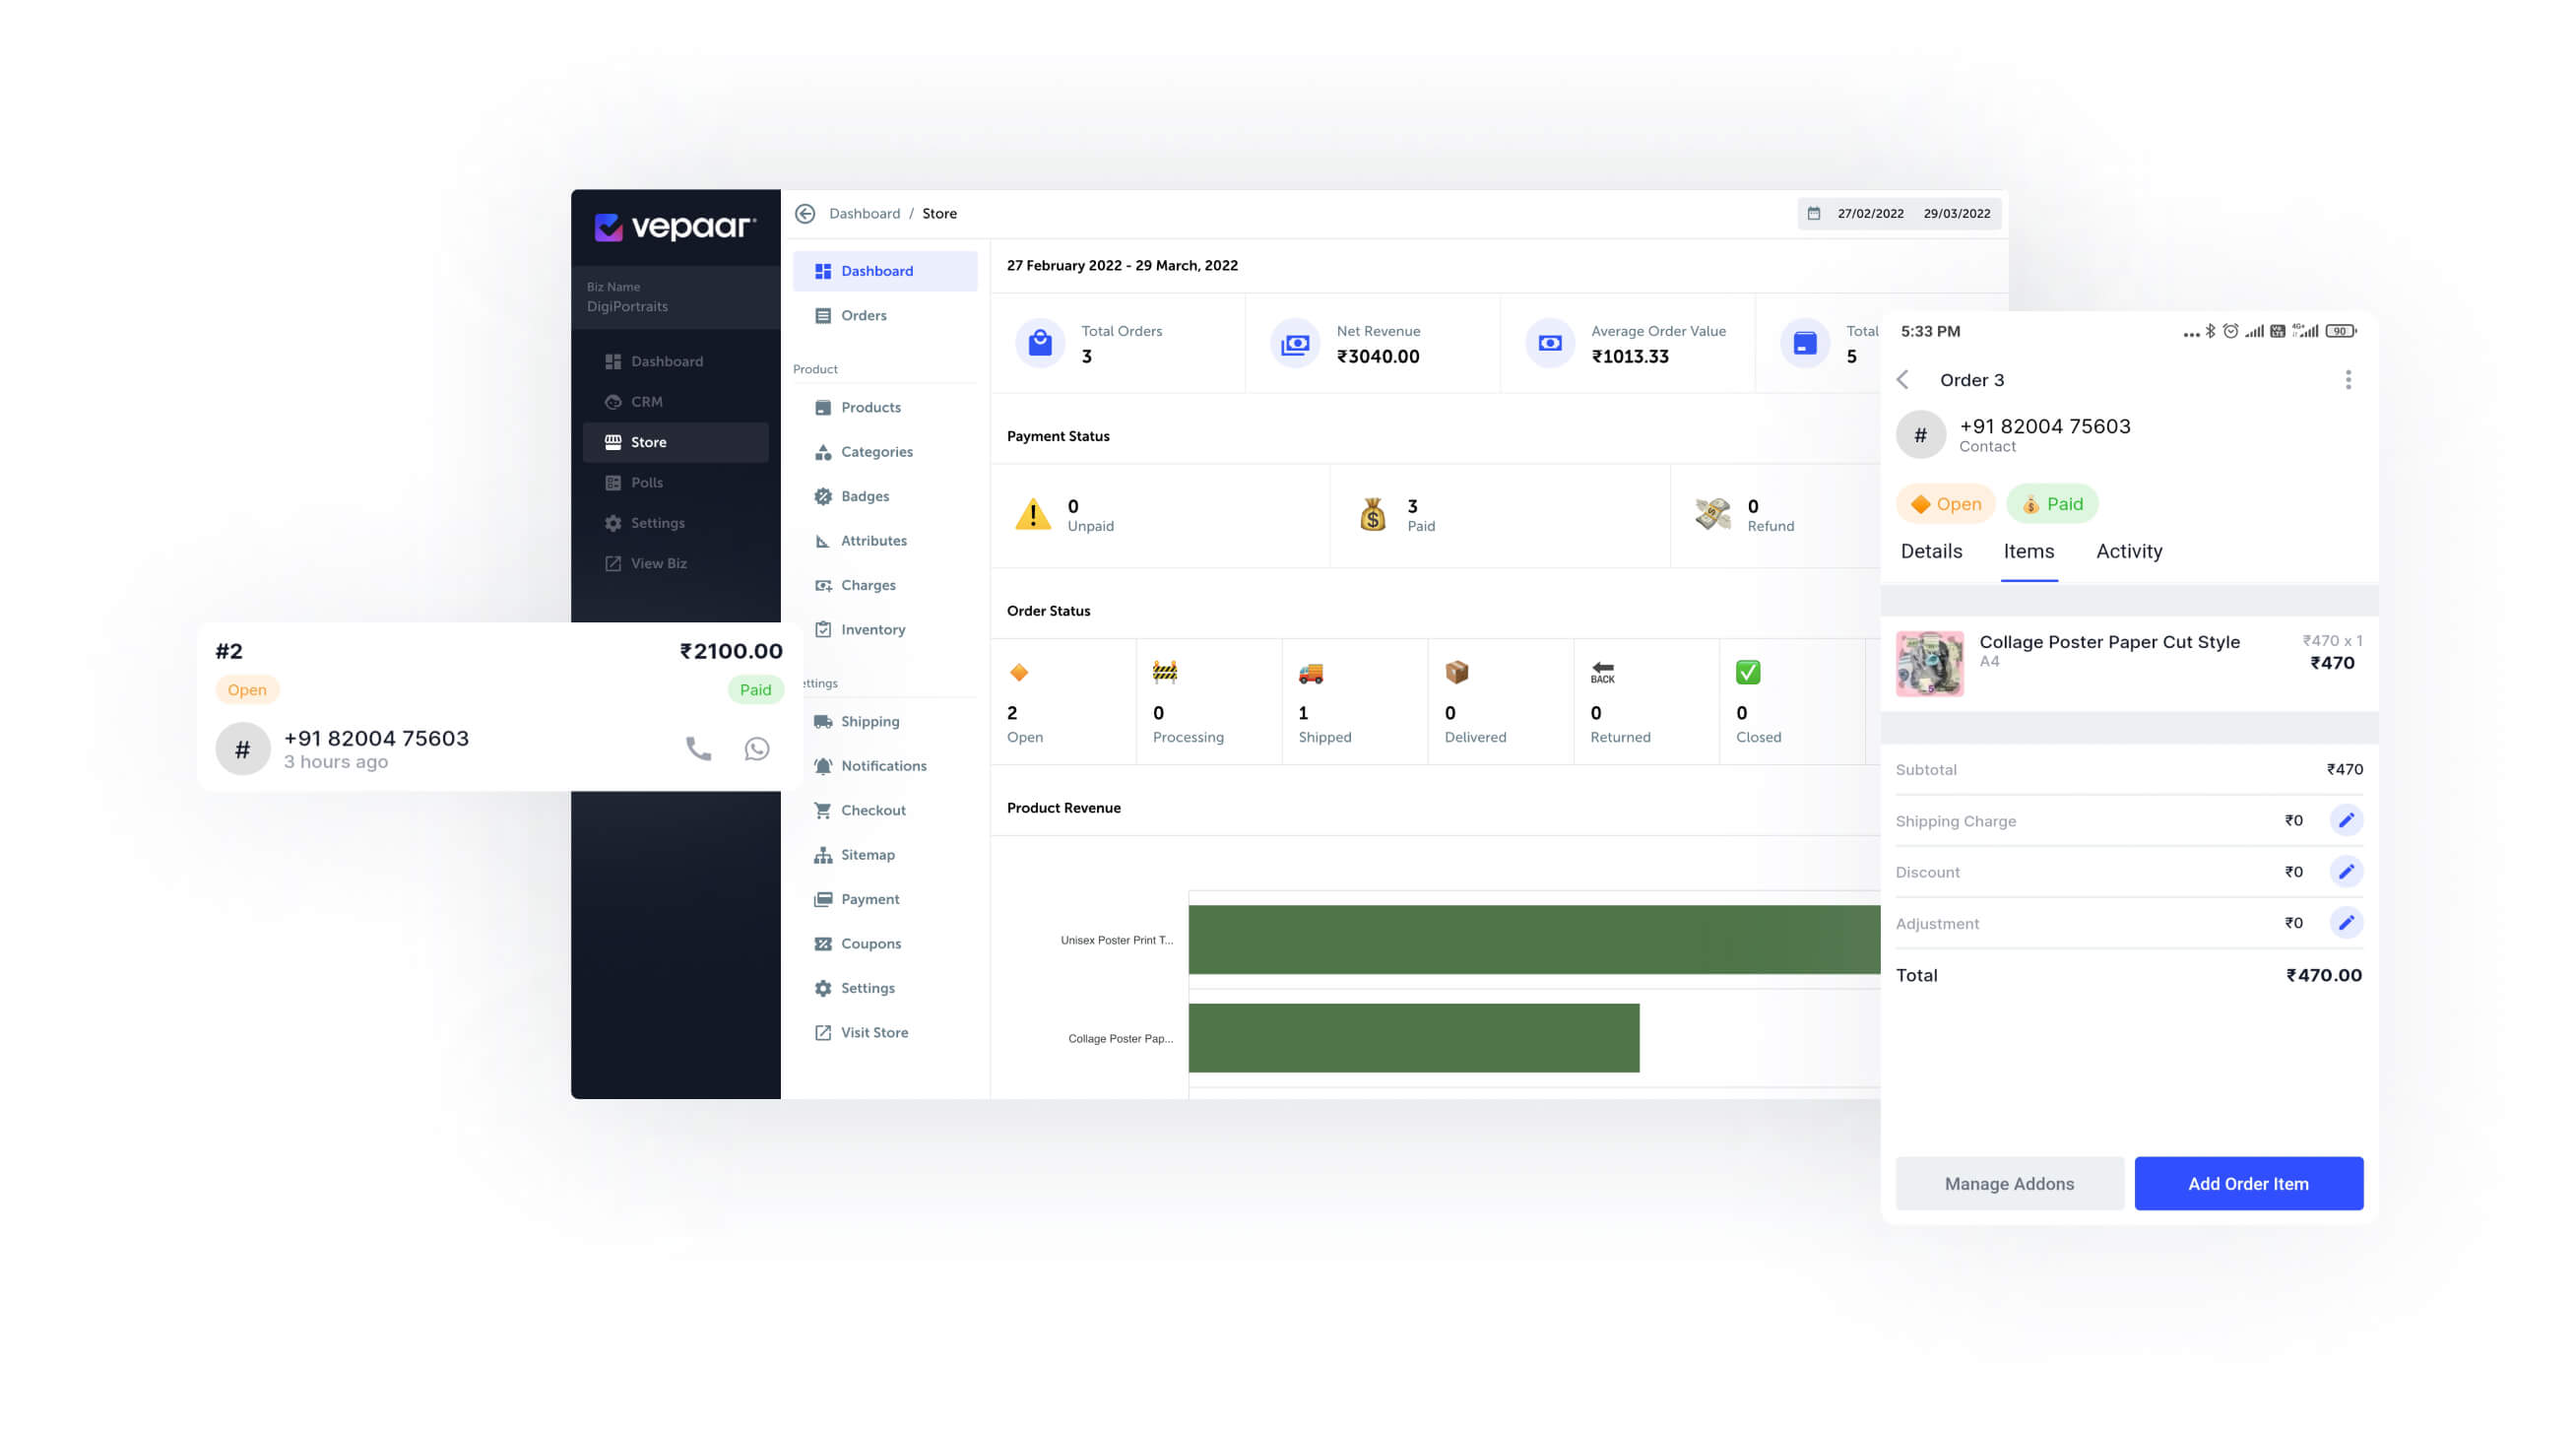 vepaar
Biz Name
DigiPortraits
Dashboard
CRM
Store
Polls
Settings
View Biz
#2 ₹2100.00
Open Paid
#
+91 82004 75603
3 hours ago
Dashboard / Store
27/02/2022 29/03/2022
Dashboard
Orders
Product
Products
Categories
Badges
Attributes
Charges
Inventory
ettings
Shipping
Notifications
Checkout
Sitemap
Payment
Coupons
Settings
Visit Store
27 February 2022 - 29 March, 2022
Total Orders
3
Net Revenue
₹3040.00
Average Order Value
₹1013.33
Total
5
Payment Status
0
Unpaid
3
Paid
0
Refund
Order Status
BACK
2
Open
0
Processing
1
Shipped
0
Delivered
0
Returned
0
Closed
Product Revenue
Unisex Poster Print T...
Collage Poster Pap...
5:33 PM
4G+
90
Order 3
#
+91 82004 75603
Contact
Open Paid
Details Items Activity
Collage Poster Paper Cut Style ₹470 x 1
A4 ₹470
Subtotal ₹470
Shipping Charge ₹0
Discount ₹0
Adjustment ₹0
Total ₹470.00
Manage Addons Add Order Item